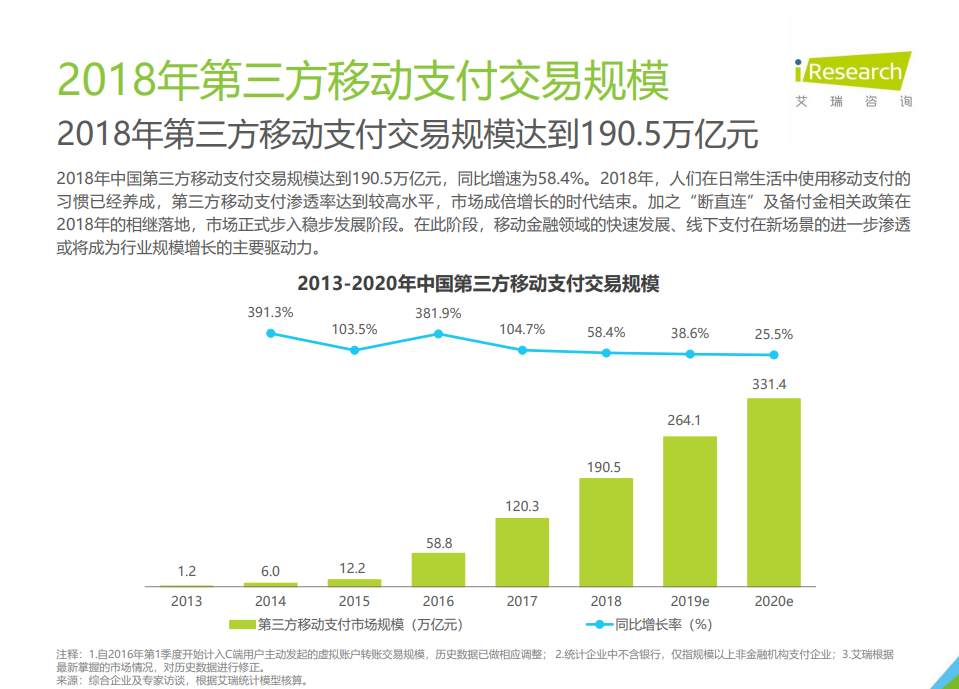 2018年第三方移动支付交易规模
iResearch
艾 瑞 咨 询
2018年第三方移动支付交易规模达到190.5万亿元
2018年中国第三方移动支付交易规模达到190.5万亿元，同比增速为58.4%。2018年，人们在日常生活中使用移动支付的
习惯已经养成，第三方移动支付渗透率达到较高水平，市场成倍增长的时代结束。加之“断直连”及备付金相关政策在
2018年的相继落地，市场正式步入稳步发展阶段。在此阶段，移动金融领域的快速发展、线下支付在新场景的进一步渗透
或将成为行业规模增长的主要驱动力。
2013-2020年中国第三方移动支付交易规模
391.3% 103.5% 381.9% 104.7% 58.4% 38.6% 25.5%
1.2 6.0 12.2 58.8 120.3 190.5 264.1 331.4
2013 2014 2015 2016 2017 2018 2019e 2020e
第三方移动支付市场规模（万亿元） 同比增长率（%）
注释：1.自2016年第1季度开始计入C端用户主动发起的虚拟账户转账交易规模，历史数据已做相应调整； 2.统计企业中不含银行，仅指规模以上非金融机构支付企业；3.艾瑞根据
最新掌握的市场情况，对历史数据进行修正。
来源：综合企业及专家访谈，根据艾瑞统计模型核算。